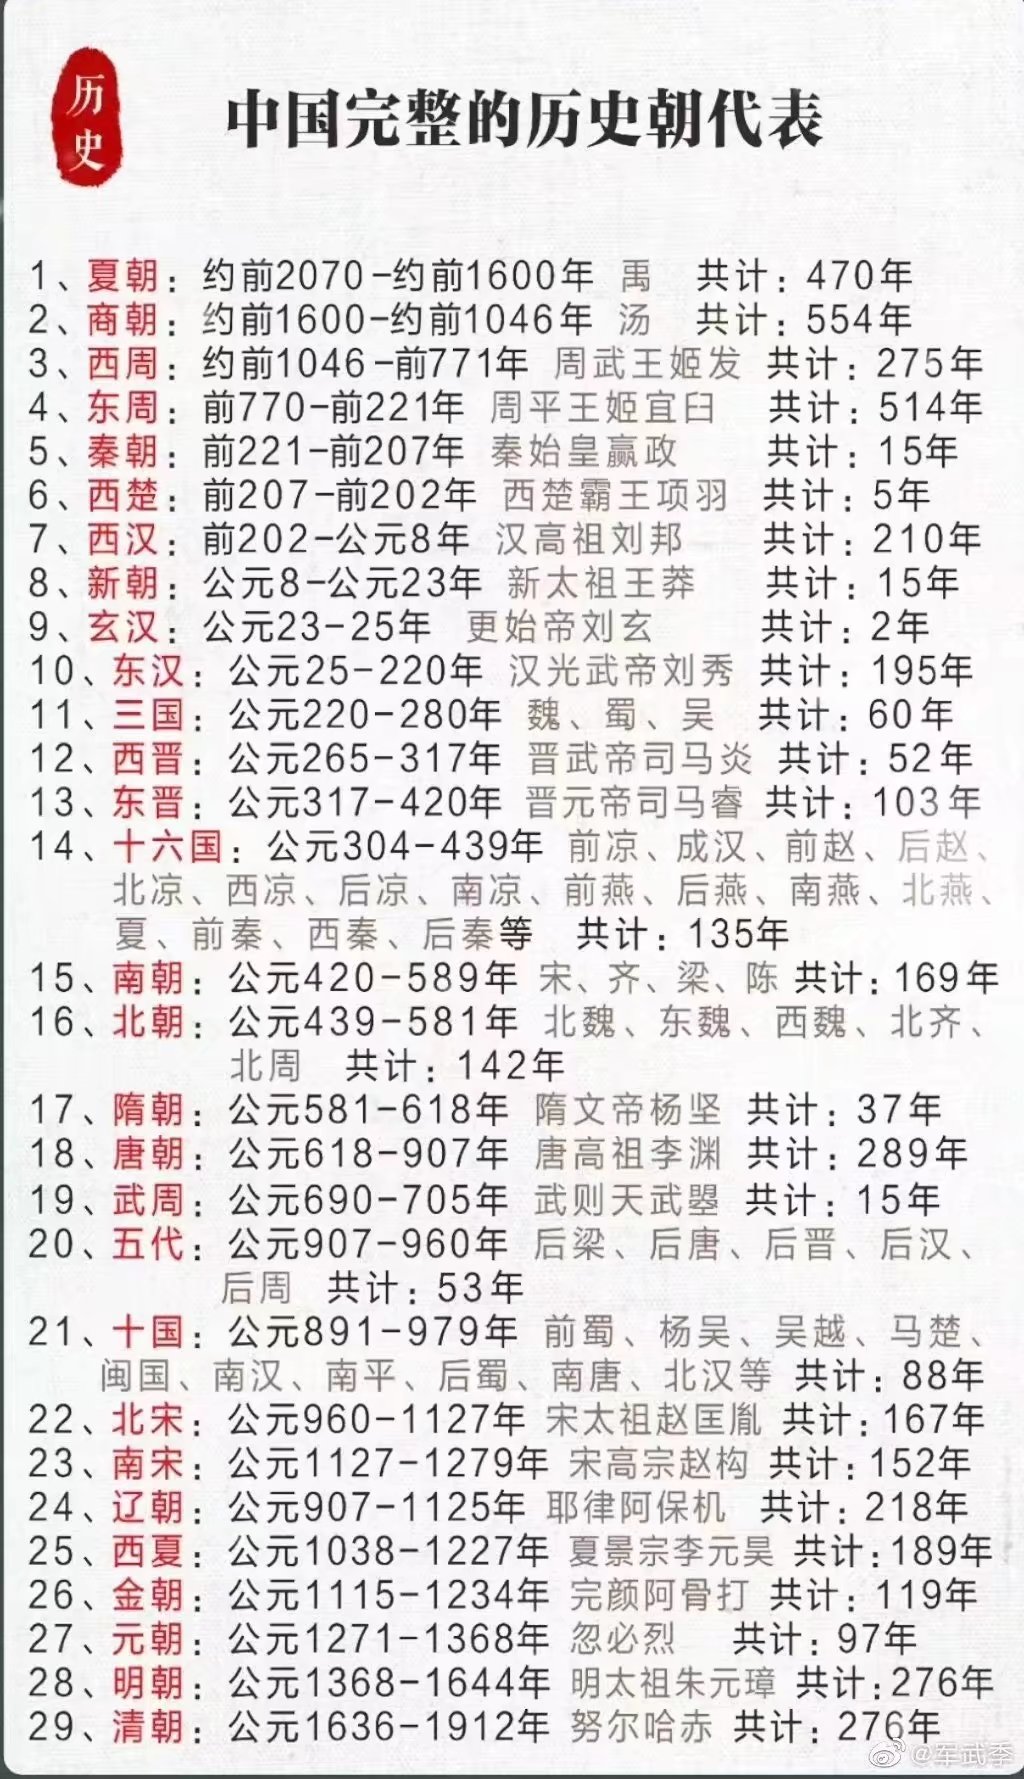 历史
中国完整的历史朝代表
1、夏朝：约前2070-约前1600年 禹 共计：470年
2、商朝：约前1600-约前1046年 汤 共计：554年
3、西周：约前1046-前771年 周武王姬发 共计：275年
4、东周：前770-前221年 周平王姬宜臼 共计：514年
5、秦朝：前221-前207年 秦始皇嬴政 共计：15年
6、西楚：前207-前202年 西楚霸王项羽 共计：5年
7、西汉：前202-公元8年 汉高祖刘邦 共计：210年
8、新朝：公元8-公元23年 新太祖王莽 共计：15年
9、玄汉：公元23-25年 更始帝刘玄 共计：2年
10、东汉：公元25-220年 汉光武帝刘秀 共计：195年
11、三国：公元220-280年 魏、蜀、吴 共计：60年
12、西晋：公元265-317年 晋武帝司马炎 共计：52年
13、东晋：公元317-420年 晋元帝司马睿 共计：103年
14、十六国：公元304-439年 前凉、成汉、前赵、后赵、
北凉、西凉、后凉、南凉、前燕、后燕、南燕、北燕、
夏、前秦、西秦、后秦等 共计：135年
15、南朝：公元420-589年 宋、齐、梁、陈 共计：169年
16、北朝：公元439-581年 北魏、东魏、西魏、北齐、
北周 共计：142年
17、隋朝：公元581-618年 隋文帝杨坚 共计：37年
18、唐朝：公元618-907年 唐高祖李渊 共计：289年
19、武周：公元690-705年 武则天武曌 共计：15年
20、五代：公元907-960年 后梁、后唐、后晋、后汉、
后周 共计：53年
21、十国：公元891-979年 前蜀、杨吴、吴越、马楚、
闽国、南汉、南平、后蜀、南唐、北汉等 共计：88年
22、北宋：公元960-1127年 宋太祖赵匡胤 共计：167年
23、南宋：公元1127-1279年 宋高宗赵构 共计：152年
24、辽朝：公元907-1125年 耶律阿保机 共计：218年
25、西夏：公元1038-1227年 夏景宗李元昊 共计：189年
26、金朝：公元1115-1234年 完颜阿骨打 共计：119年
27、元朝：公元1271-1368年 忽必烈 共计：97年
28、明朝：公元1368-1644年 明太祖朱元璋 共计：276年
29、清朝：公元1636-1912年 努尔哈赤 共计：276年
@军武季